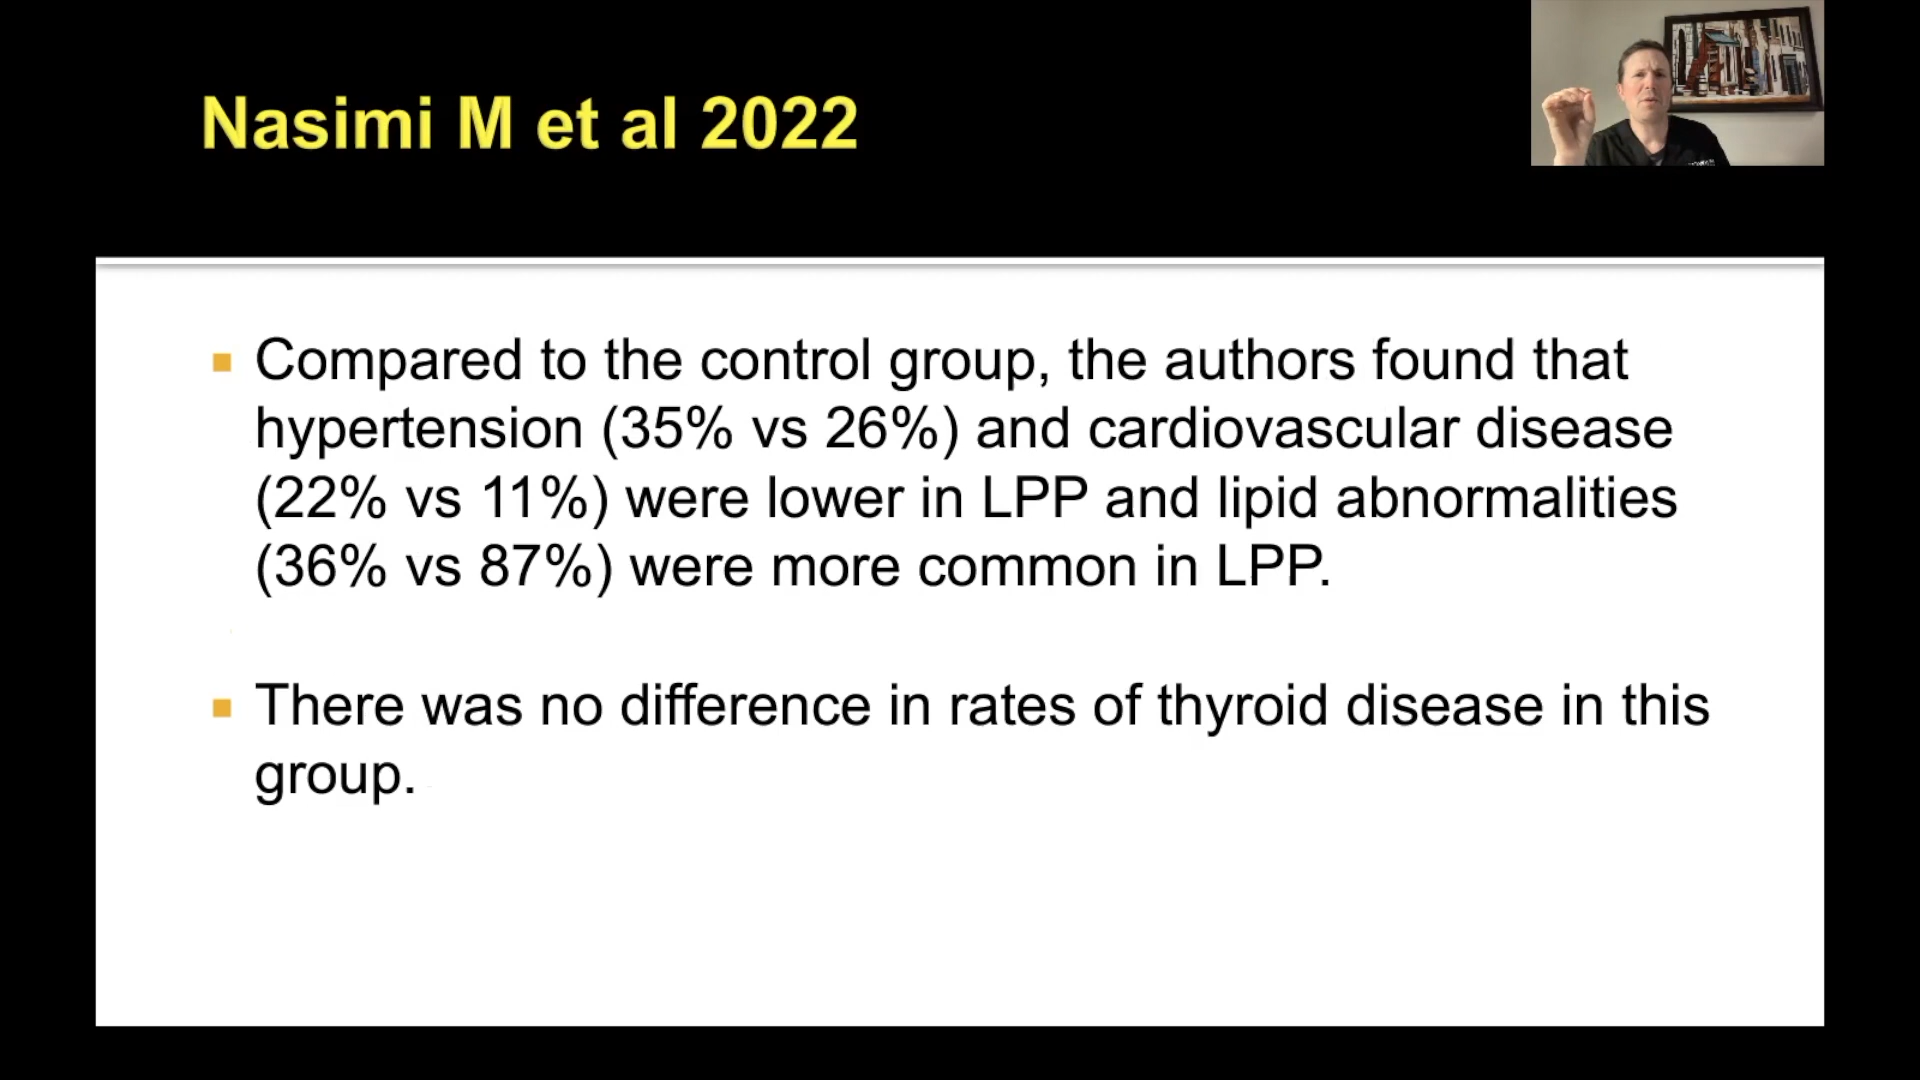 Nasimi M et al 2022
Compared to the control group, the authors found that
hypertension (35% vs 26%) and cardiovascular disease
(22% vs 11%) were lower in LPP and lipid abnormalities
(36% vs 87%) were more common in LPP.
There was no difference in rates of thyroid disease in this
group.